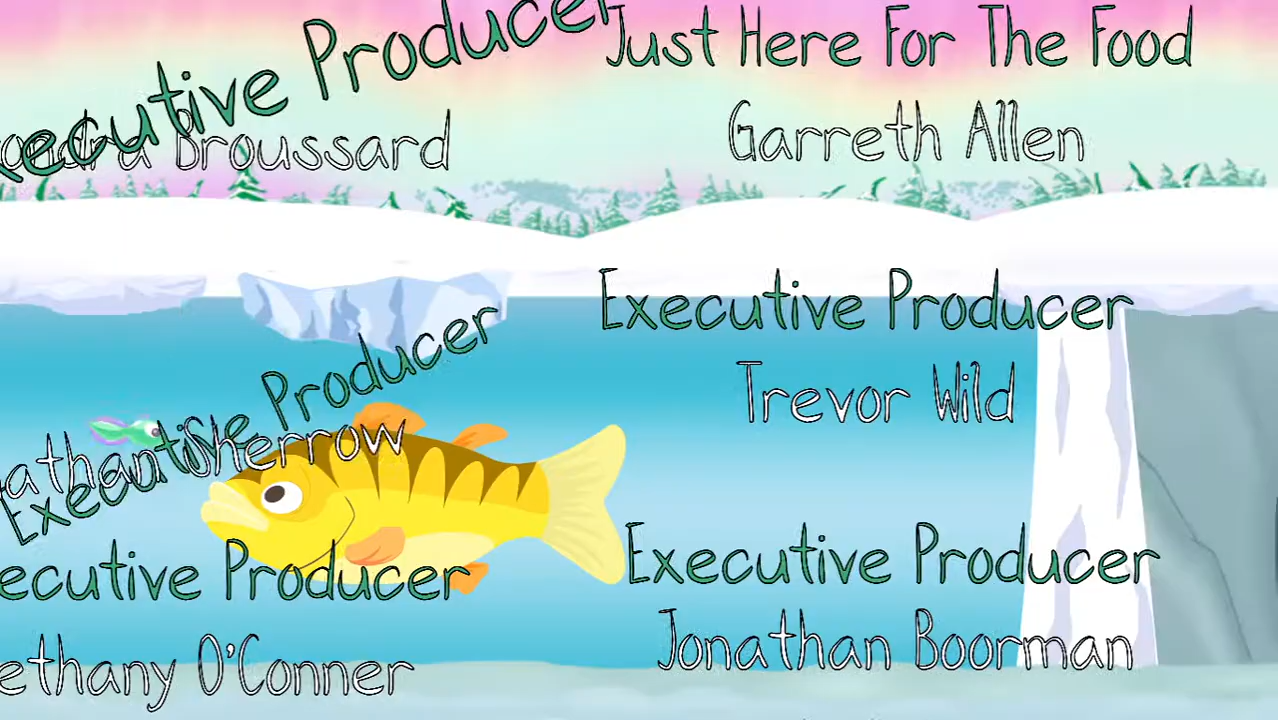 Executive Producer
Broussard
Just Here For The Food
Garreth Allen
Executive Producer
Trevor Wild
Executive Producer
Sherrow
Executive Producer
O'Conner
Executive Producer
Jonathan Boorman